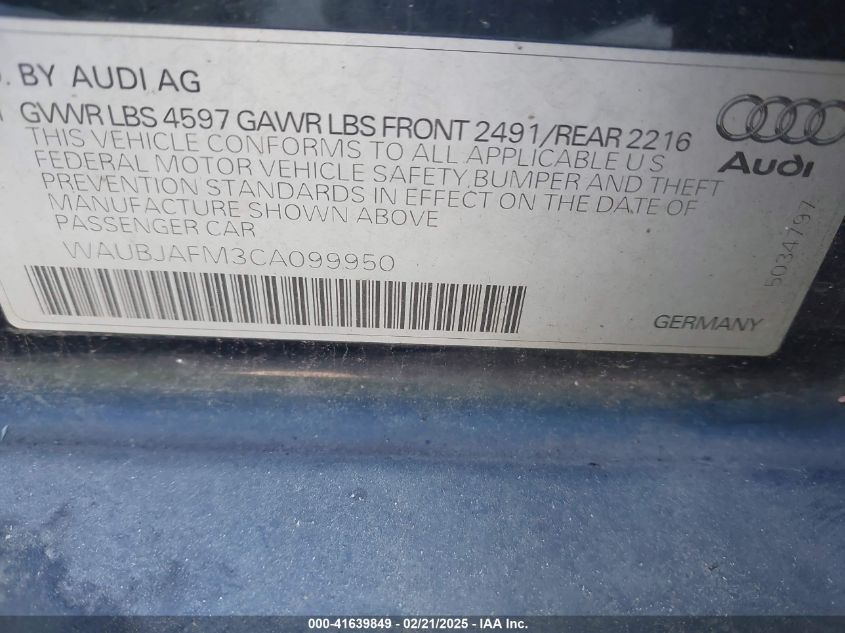 . BY AUDI AG
GVWR LBS 4597 GAWR LBS FRONT 2491/REAR 2216
THIS VEHICLE CONFORMS TO ALL APPLICABLE U S
FEDERAL MOTOR VEHICLE SAFETY, BUMPER AND THEFT
PREVENTION STANDARDS IN EFFECT ON THE DATE OF
MANUFACTURE SHOWN ABOVE
PASSENGER CAR
WAUBJAFM3CA099950
Audi
5034797
GERMANY
000-41639849 - 02/21/2025 - IAA Inc.